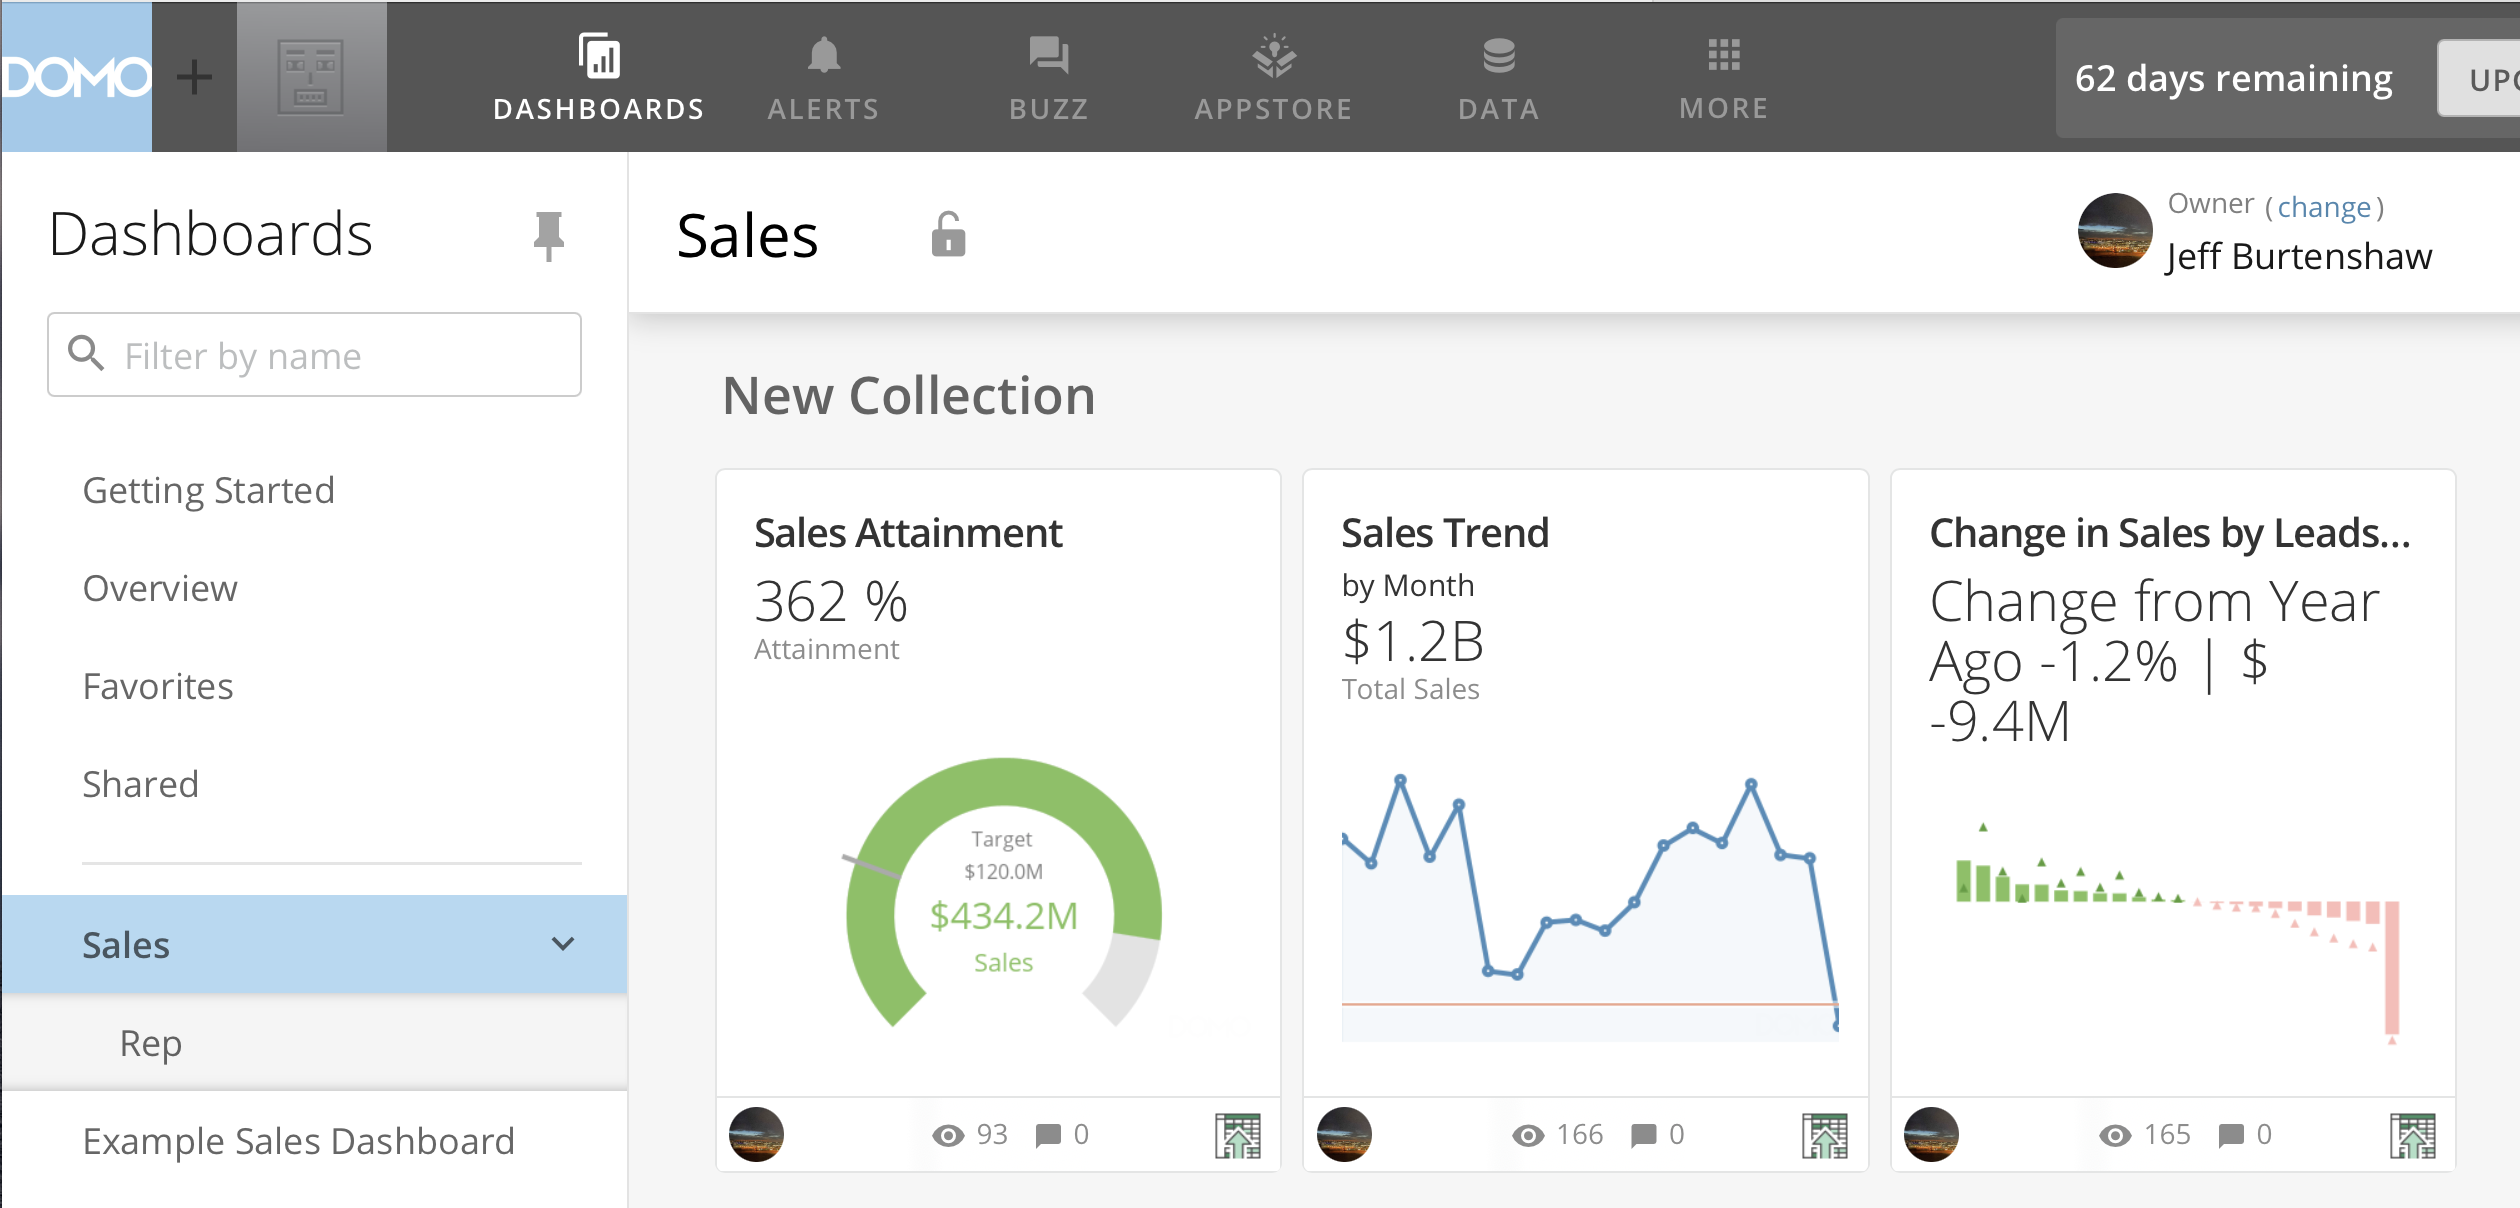 DOMO
DASHBOARDS
ALERTS
BUZZ
APPSTORE
DATA
MORE
62 days remaining
Dashboards
Filter by name
Getting Started
Overview
Favorites
Shared
Sales
Rep
Example Sales Dashboard
Sales
Owner (change)
Jeff Burtenshaw
New Collection
Sales Attainment
362 %
Attainment
Target
$120.0M
$434.2M
Sales
93
0
Sales Trend
by Month
$1.2B
Total Sales
166
0
Change in Sales by Leads...
Change from Year
Ago -1.2% | $
-9.4M
165
0